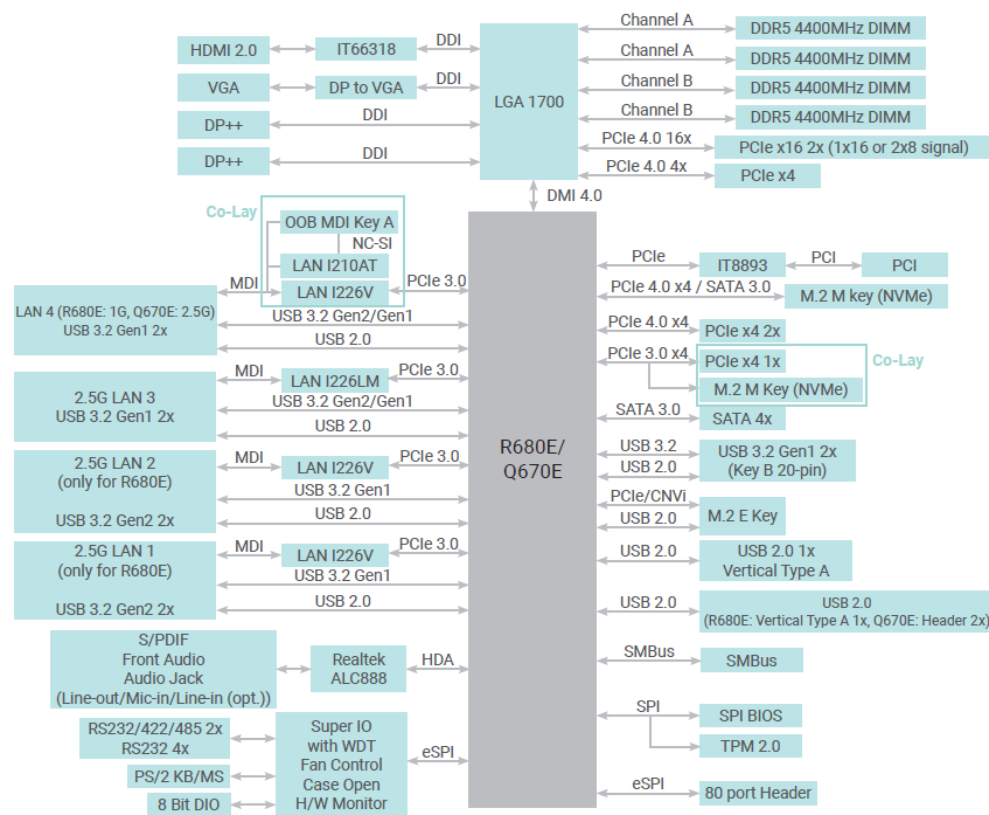 HDMI 2.0
IT66318
DDI
VGA
DP to VGA
DDI
DP++
DDI
DP++
DDI
LGA 1700
Channel A
DDR5 4400MHz DIMM
Channel A
DDR5 4400MHz DIMM
Channel B
DDR5 4400MHz DIMM
Channel B
DDR5 4400MHz DIMM
PCIe 4.0 16x
PCIe x16 2x (1x16 or 2x8 signal)
PCIe 4.0 4x
PCIe x4
DMI 4.0
Co-Lay
OOB MDI Key A
NC-SI
LAN I210AT
MDI
LAN I226V
PCIe 3.0
LAN 4 (R680E: 1G, Q670E: 2.5G)
USB 3.2 Gen1 2x
USB 3.2 Gen2/Gen1
USB 2.0
2.5G LAN 3
USB 3.2 Gen1 2x
MDI
LAN I226LM
PCIe 3.0
USB 3.2 Gen2/Gen1
USB 2.0
2.5G LAN 2
(only for R680E)
USB 3.2 Gen2 2x
MDI
LAN I226V
PCIe 3.0
USB 3.2 Gen1
USB 2.0
2.5G LAN 1
(only for R680E)
USB 3.2 Gen2 2x
MDI
LAN I226V
PCIe 3.0
USB 3.2 Gen1
USB 2.0
S/PDIF
Front Audio
Audio Jack
(Line-out/Mic-in/Line-in (opt.))
Realtek
ALC888
HDA
RS232/422/485 2x
RS232 4x
PS/2 KB/MS
8 Bit DIO
Super IO
with WDT
Fan Control
Case Open
H/W Monitor
eSPI
R680E/
Q670E
PCIe
IT8893
PCI
PCI
PCIe 4.0 x4 / SATA 3.0
M.2 M key (NVMe)
PCIe 4.0 x4
PCIe x4 2x
PCIe 3.0 x4
PCIe x4 1x
Co-Lay
M.2 M Key (NVMe)
SATA 3.0
SATA 4x
USB 3.2
USB 2.0
USB 3.2 Gen1 2x
(Key B 20-pin)
PCIe/CNVi
USB 2.0
M.2 E Key
USB 2.0
USB 2.0 1x
Vertical Type A
USB 2.0
USB 2.0
(R680E: Vertical Type A 1x, Q670E: Header 2x)
SMBus
SMBus
SPI
SPI BIOS
TPM 2.0
eSPI
80 port Header